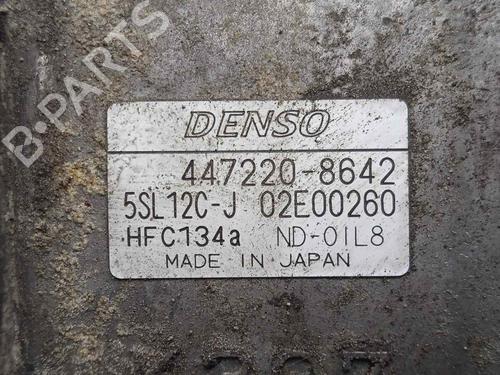 B-PARTS
DENSO
447220-8642
5SL12C-J 02E00260
HFC134a ND-OIL8
MADE IN JAPAN